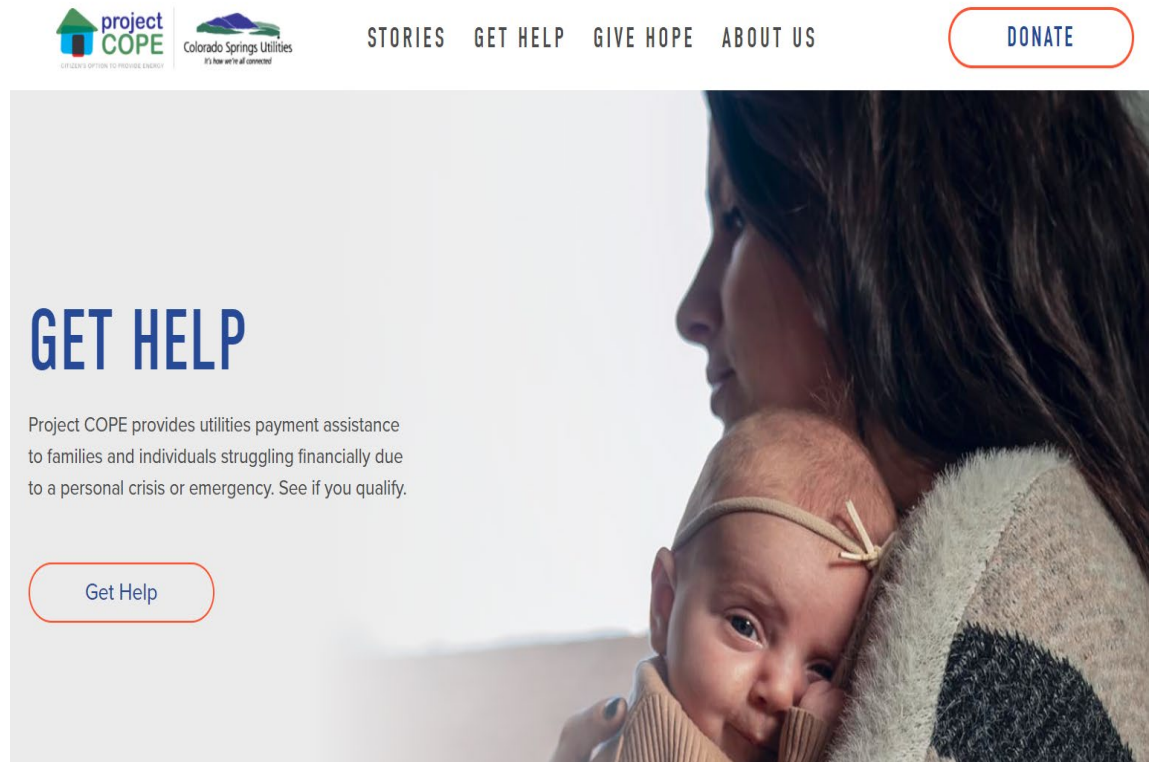 project
COPE
CITIZEN'S OPTION TO PROVIDE ENERGY
Colorado Springs Utilities
It's how we're all connected
STORIES GET HELP GIVE HOPE ABOUT US
DONATE
GET HELP
Project COPE provides utilities payment assistance
to families and individuals struggling financially due
to a personal crisis or emergency. See if you qualify.
Get Help